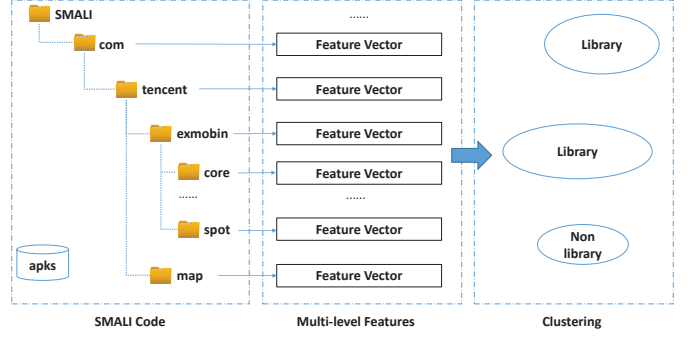 SMALI
......
com
Feature Vector
Library
tencent
Feature Vector
exmobin
Feature Vector
Library
core
Feature Vector
......
......
spot
Feature Vector
Non
library
apks
map
Feature Vector
SMALI Code
Multi-level Features
Clustering